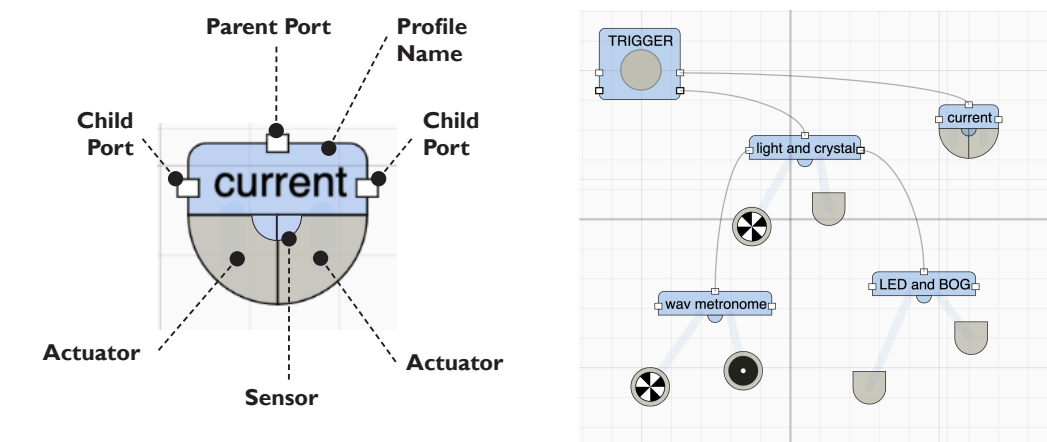 Parent Port
Profile
Name
Child
Port
Child
Port
current
Actuator
Actuator
Sensor
TRIGGER
current
light and crystal
LED and BOG
wav metronome